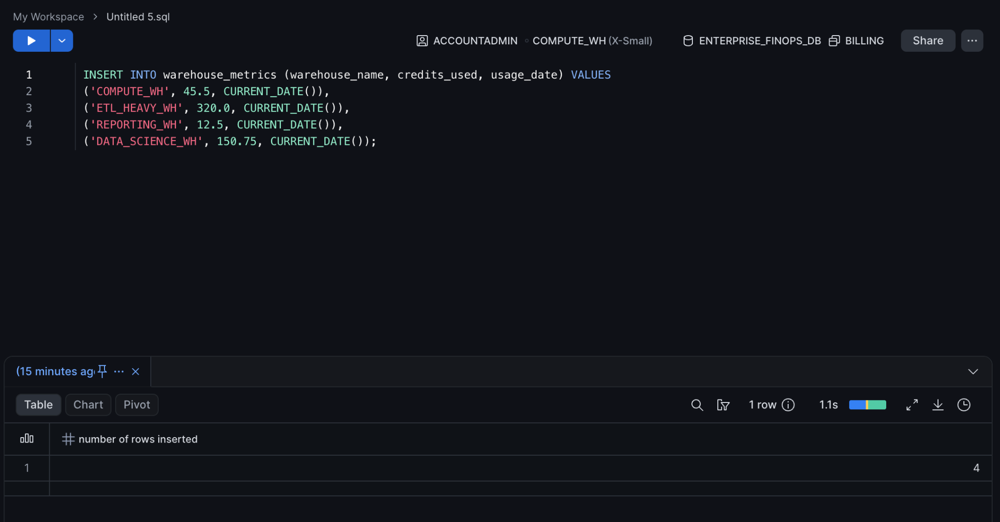 My Workspace > Untitled 5.sql
ACCOUNTADMIN COMPUTE_WH (X-Small) ENTERPRISE_FINOPS_DB BILLING Share
1 INSERT INTO warehouse_metrics (warehouse_name, credits_used, usage_date) VALUES
2 ('COMPUTE_WH', 45.5, CURRENT_DATE()),
3 ('ETL_HEAVY_WH', 320.0, CURRENT_DATE()),
4 ('REPORTING_WH', 12.5, CURRENT_DATE()),
5 ('DATA_SCIENCE_WH', 150.75, CURRENT_DATE());
(15 minutes ag
Table Chart Pivot 1 row 1.1s
number of rows inserted
1 4